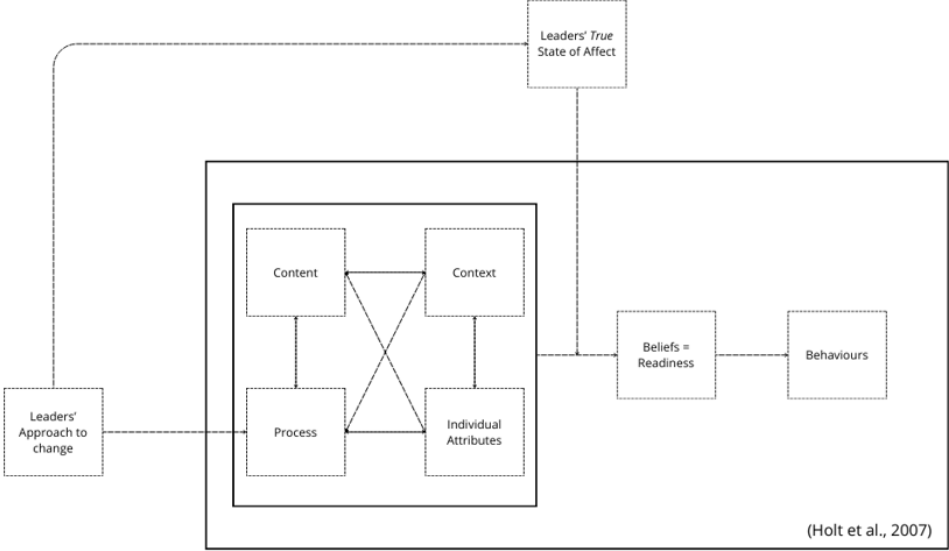 Leaders' True
State of Affect
Content
Context
Beliefs =
Readiness
Behaviours
Leaders'
Approach to
change
Process
Individual
Attributes
(Holt et al., 2007)